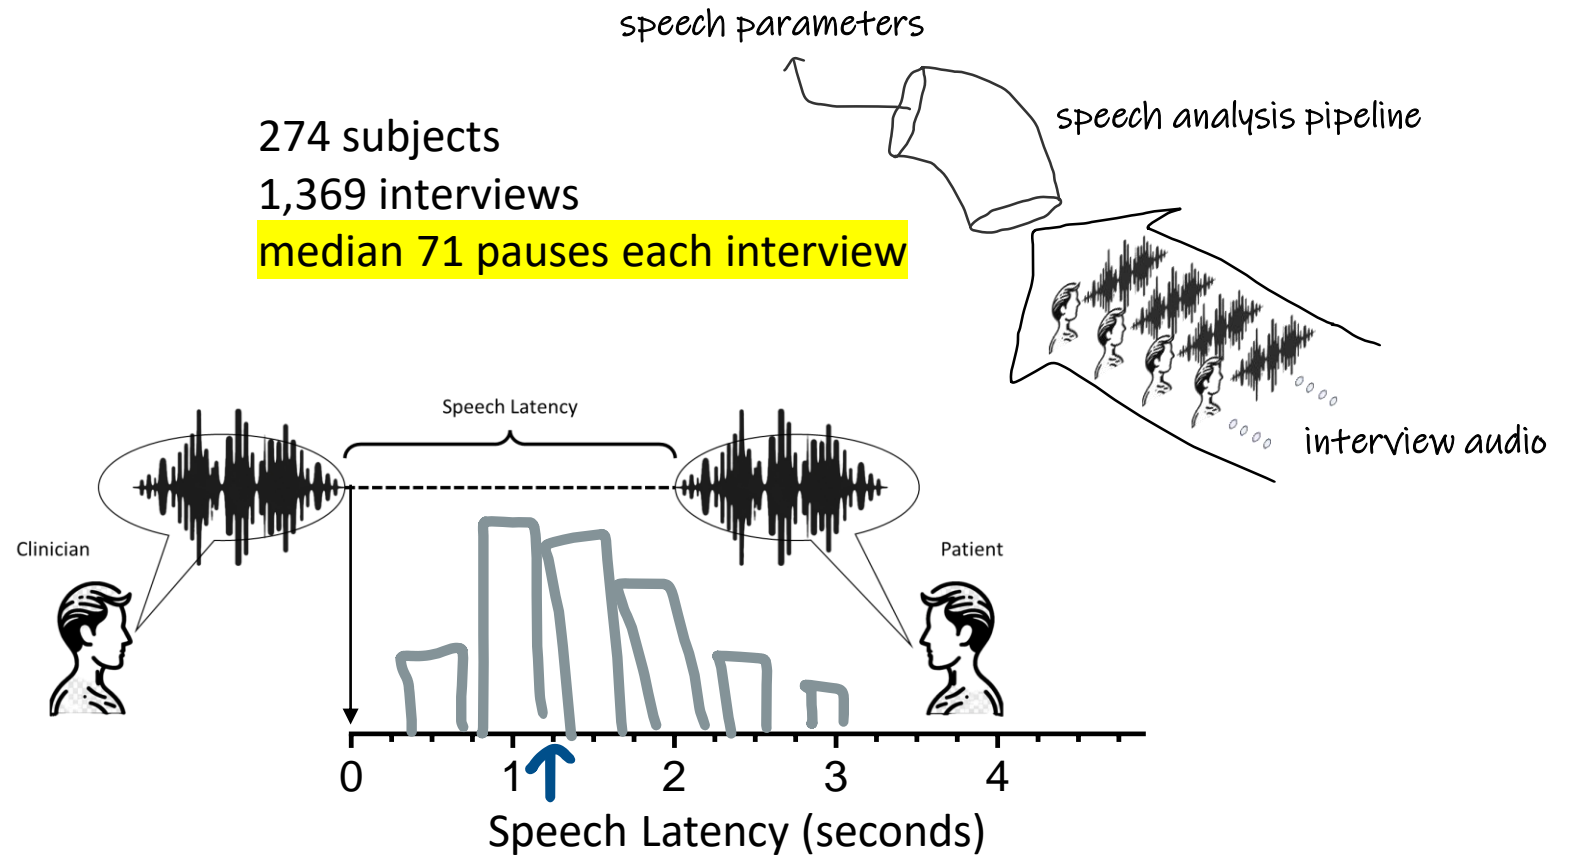 speech parameters
speech analysis pipeline
274 subjects
1,369 interviews
median 71 pauses each interview
interview audio
Speech Latency
Clinician
Patient
0 1 2 3 4
Speech Latency (seconds)